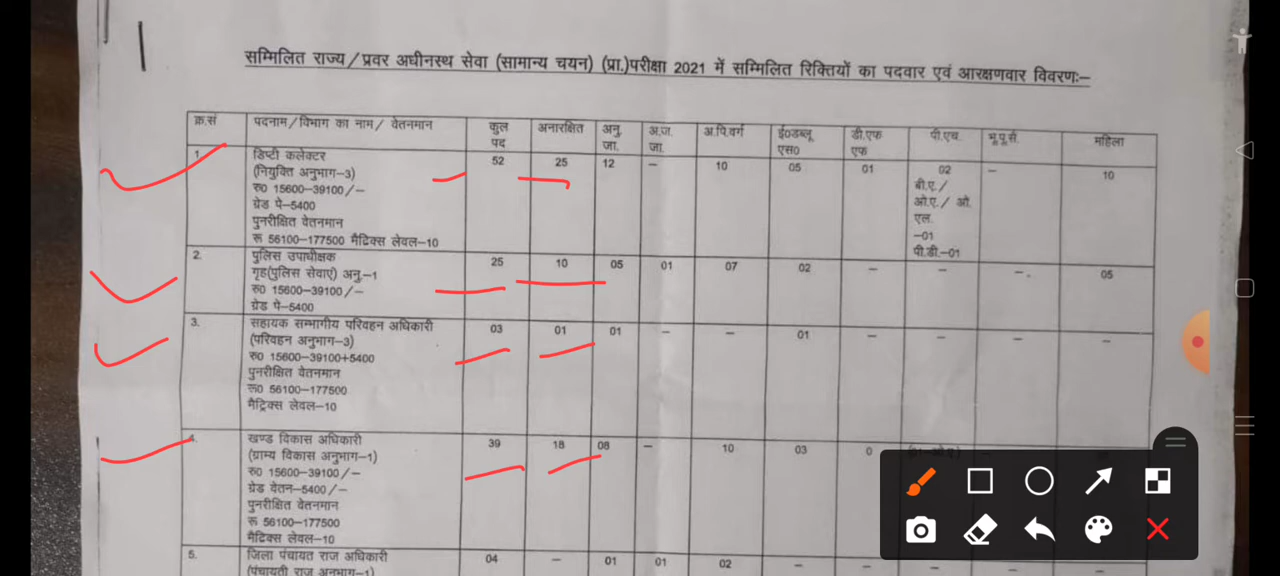 सम्मिलित राज्य/प्रवर अधीनस्थ सेवा (सामान्य चयन) (प्रा.)परीक्षा 2021 में सम्मिलित रिक्तियों का पदवार एवं आरक्षणवार विवरणः–
क्र.सं पदनाम/विभाग का नाम/ वेतनमान कुल पद अनारक्षित अनु. जा. अ.ज. जा. अ.पि.वर्ग ई0डब्लू एस0 डी.एफ एफ पी.एच. भू.पू.से. महिला
1. डिप्टी कलेक्टर 52 25 12 – 10 05 01 02 – 10
(नियुक्ति अनुभाग–3) बी.ए./
रु0 15600–39100/– ओ.ए./ ओ.
ग्रेड पे–5400 एल.
पुनरीक्षित वेतनमान –01
रू 56100–177500 मैट्रिक्स लेवल–10 पी.डी.–01
2. पुलिस उपाधीक्षक 25 10 05 01 07 02 – – – 05
गृह(पुलिस सेवाएं) अनु–1
रु0 15600–39100/–
ग्रेड पे–5400
3. सहायक सम्भागीय परिवहन अधिकारी 03 01 01 – – 01 – – – –
(परिवहन अनुभाग–3)
रु0 15600–39100+5400
पुनरीक्षित वेतनमान
रू0 56100–177500
मैट्रिक्स लेवल–10
4. खण्ड विकास अधिकारी 39 18 08 – 10 03 0
(ग्राम्य विकास अनुभाग–1)
रु0 15600–39100/–
ग्रेड वेतन–5400/–
पुनरीक्षित वेतनमान
रू 56100–177500
मैट्रिक्स लेवल–10
5. जिला पंचायत राज अधिकारी 04 – 01 01 02 – – – – –
(पंचायती राज अनुभाग–1)